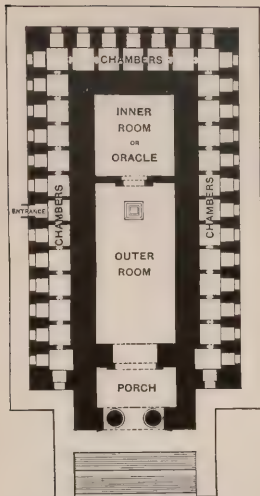 CHAMBERS
INNER
ROOM
OR
ORACLE
ENTRANCE
CHAMBERS
CHAMBERS
OUTER
ROOM
PORCH